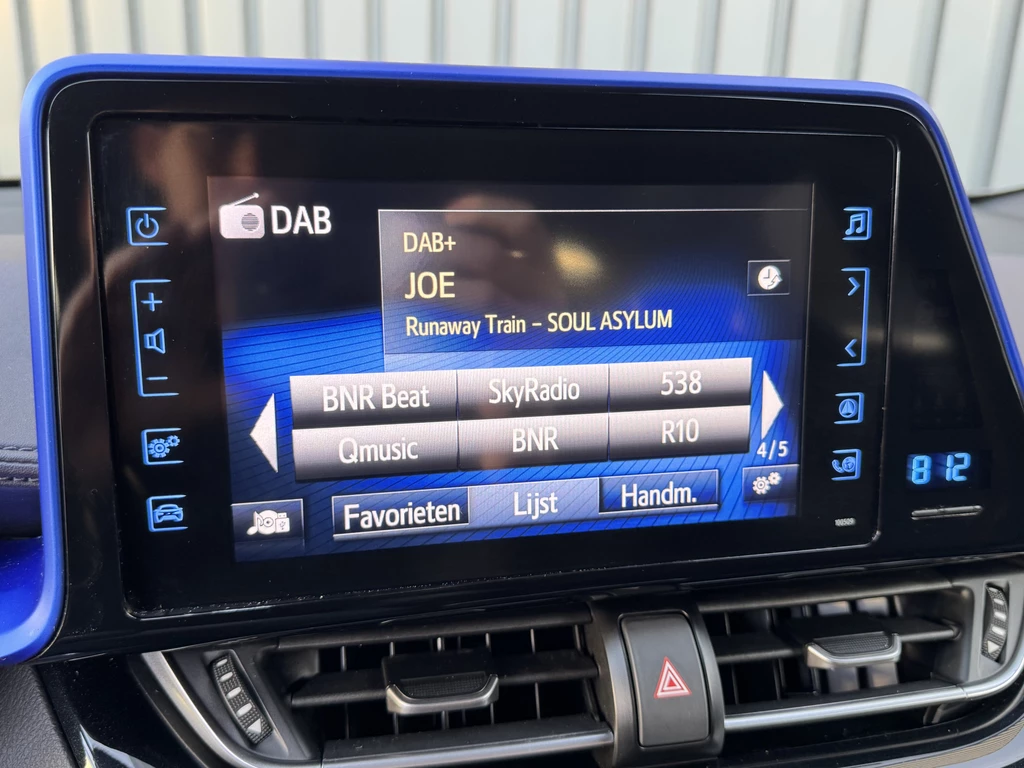 DAB
DAB+
JOE
Runaway Train – SOUL ASYLUM
BNR Beat SkyRadio 538
Qmusic BNR R10
4/5
Favorieten Lijst Handm.
8 12